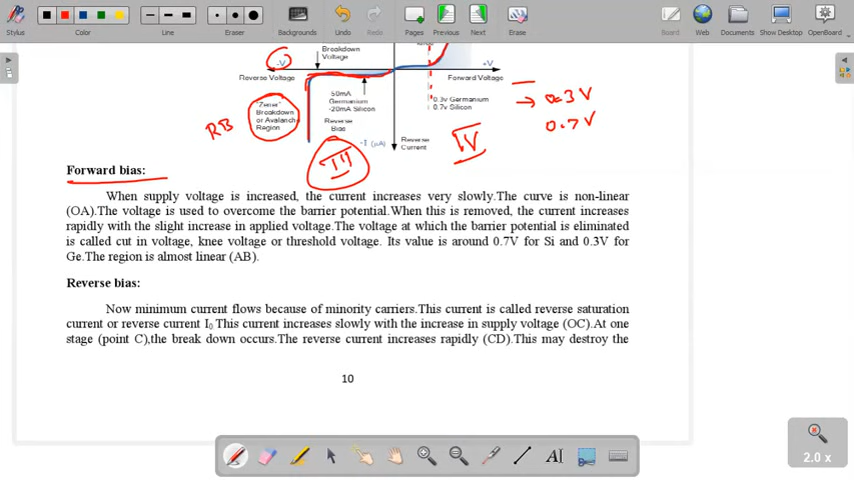 Stylus
Color
Line
Eraser
Backgrounds
Undo
Redo
Pages
Previous
Next
Erase
Board
Web
Documents
Show Desktop
OpenBoard
Breakdown
Voltage
-V
+V
Reverse Voltage
Forward Voltage
"Zener"
Breakdown
or Avalanche
Region
RB
50mA
Germanium
-20mA Silicon
Reverse
Bias
III
-I (µA)
0.3v Germanium
0.7v Silicon
Reverse
Current
IV
→ 0.3V
0.7V
Forward bias:
When supply voltage is increased, the current increases very slowly.The curve is non-linear
(OA).The voltage is used to overcome the barrier potential.When this is removed, the current increases
rapidly with the slight increase in applied voltage.The voltage at which the barrier potential is eliminated
is called cut in voltage, knee voltage or threshold voltage. Its value is around 0.7V for Si and 0.3V for
Ge.The region is almost linear (AB).
Reverse bias:
Now minimum current flows because of minority carriers.This current is called reverse saturation
current or reverse current I0 This current increases slowly with the increase in supply voltage (OC).At one
stage (point C),the break down occurs.The reverse current increases rapidly (CD).This may destroy the
10
2.0 x